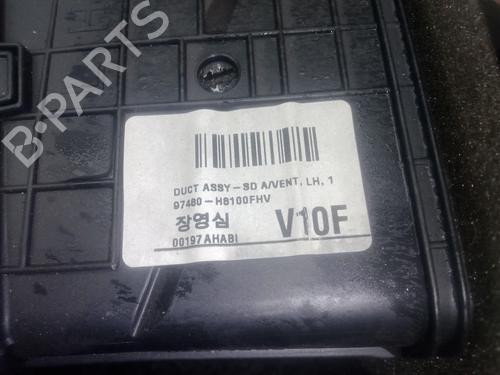 B-PARTS
DUCT ASSY-SD A/VENT, LH, 1
97480-H8100FHV
장영심
V10F
00197AHABI